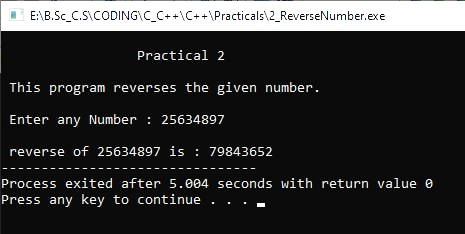 E:\B.Sc_C.S\CODING\C_C++\C++\Practicals\2_ReverseNumber.exe
Practical 2
This program reverses the given number.
Enter any Number : 25634897
reverse of 25634897 is : 79843652
--------------------------------
Process exited after 5.004 seconds with return value 0
Press any key to continue . . .